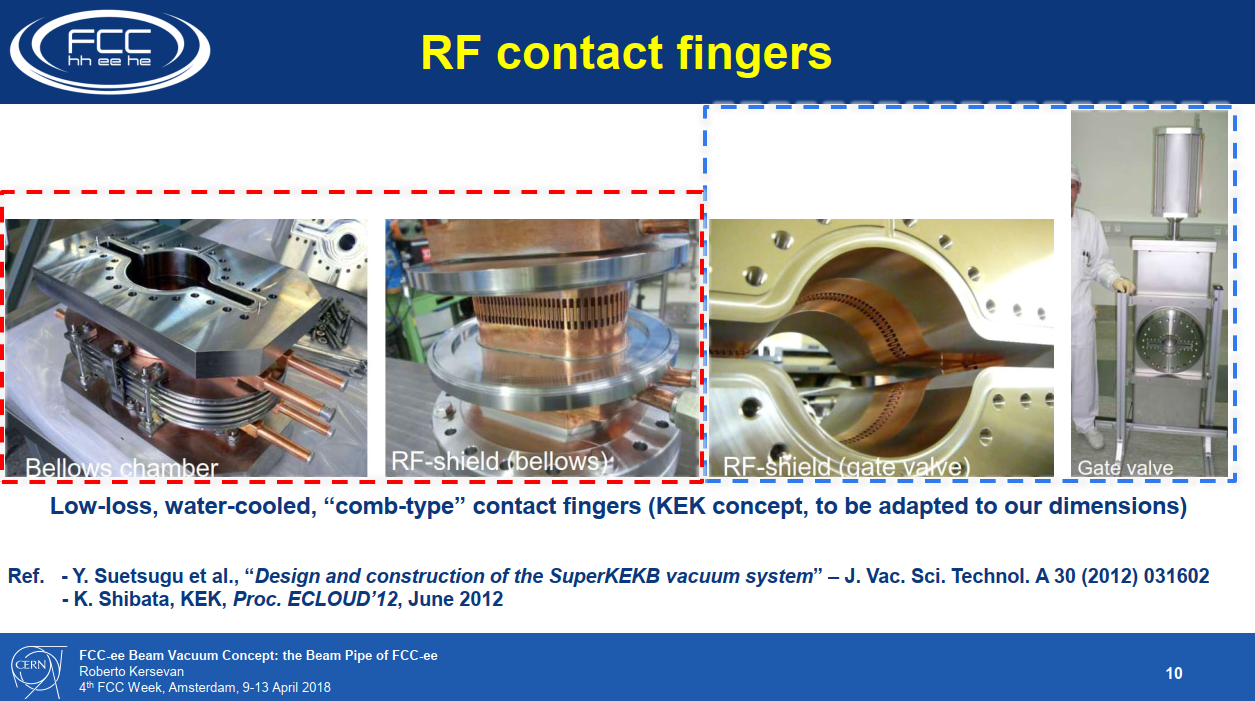 FCC
hh ee he
RF contact fingers
Bellows chamber
RF-shield (bellows)
RF-shield (gate valve)
Gate valve
Low-loss, water-cooled, “comb-type” contact fingers (KEK concept, to be adapted to our dimensions)
Ref. - Y. Suetsugu et al., “Design and construction of the SuperKEKB vacuum system” – J. Vac. Sci. Technol. A 30 (2012) 031602
- K. Shibata, KEK, Proc. ECLOUD’12, June 2012
CERN
FCC-ee Beam Vacuum Concept: the Beam Pipe of FCC-ee
Roberto Kersevan
4th FCC Week, Amsterdam, 9-13 April 2018
10